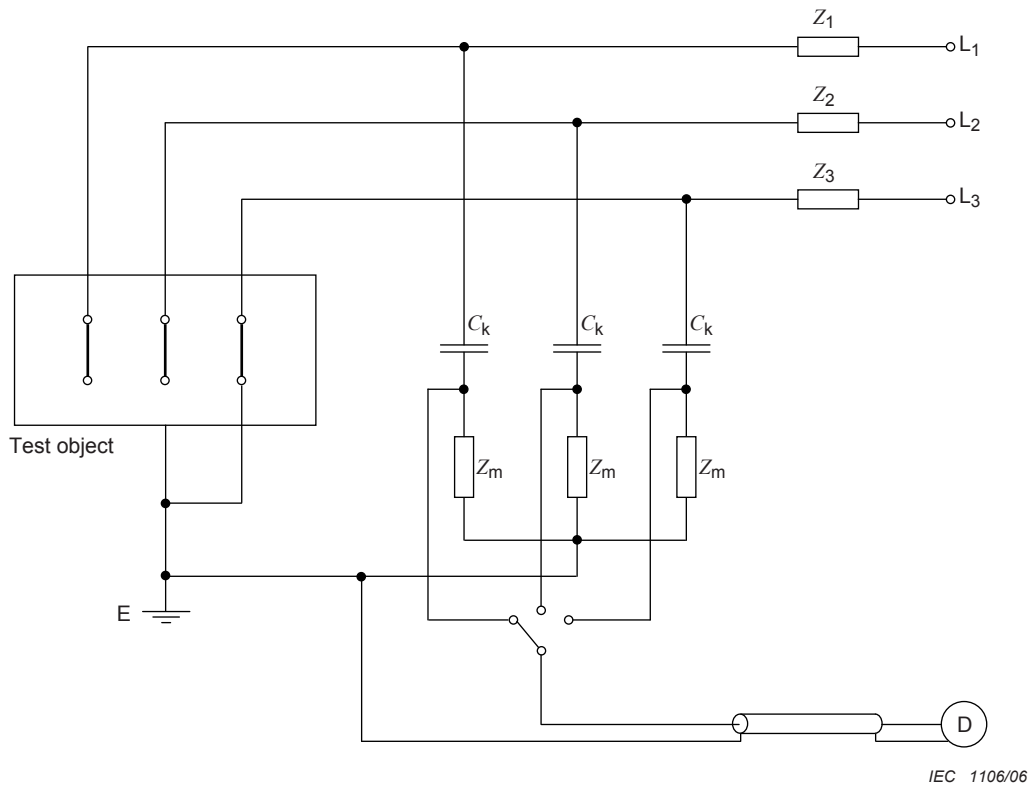 Z1
L1
Z2
L2
Z3
L3
Ck
Ck
Ck
Test object
Zm
Zm
Zm
E
D
IEC 1106/06